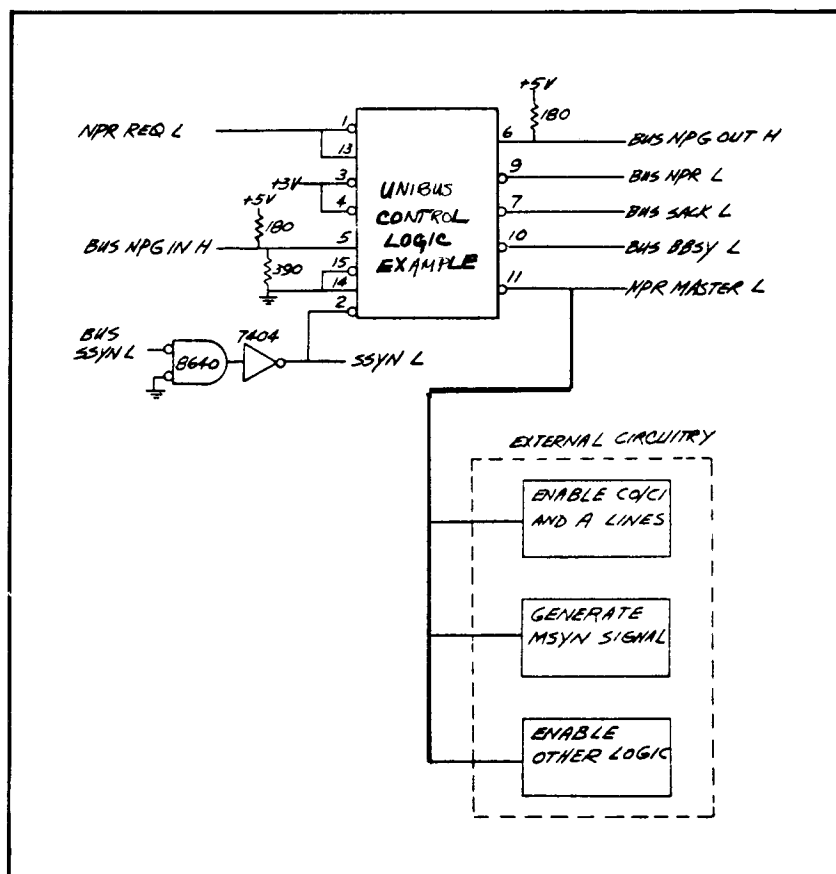 +5V
180
NPR REQ L
1
13
6
BUS NPG OUT H
9
BUS NPR L
+3V
3
4
UNIBUS
CONTROL
LOGIC
EXAMPLE
7
BUS SACK L
+5V
180
BUS NPG IN H
5
10
BUS BBSY L
390
15
14
11
NPR MASTER L
2
BUS
SSYN L
8640
7404
SSYN L
EXTERNAL CIRCUITRY
ENABLE C0/C1
AND A LINES
GENERATE
MSYN SIGNAL
ENABLE
OTHER LOGIC